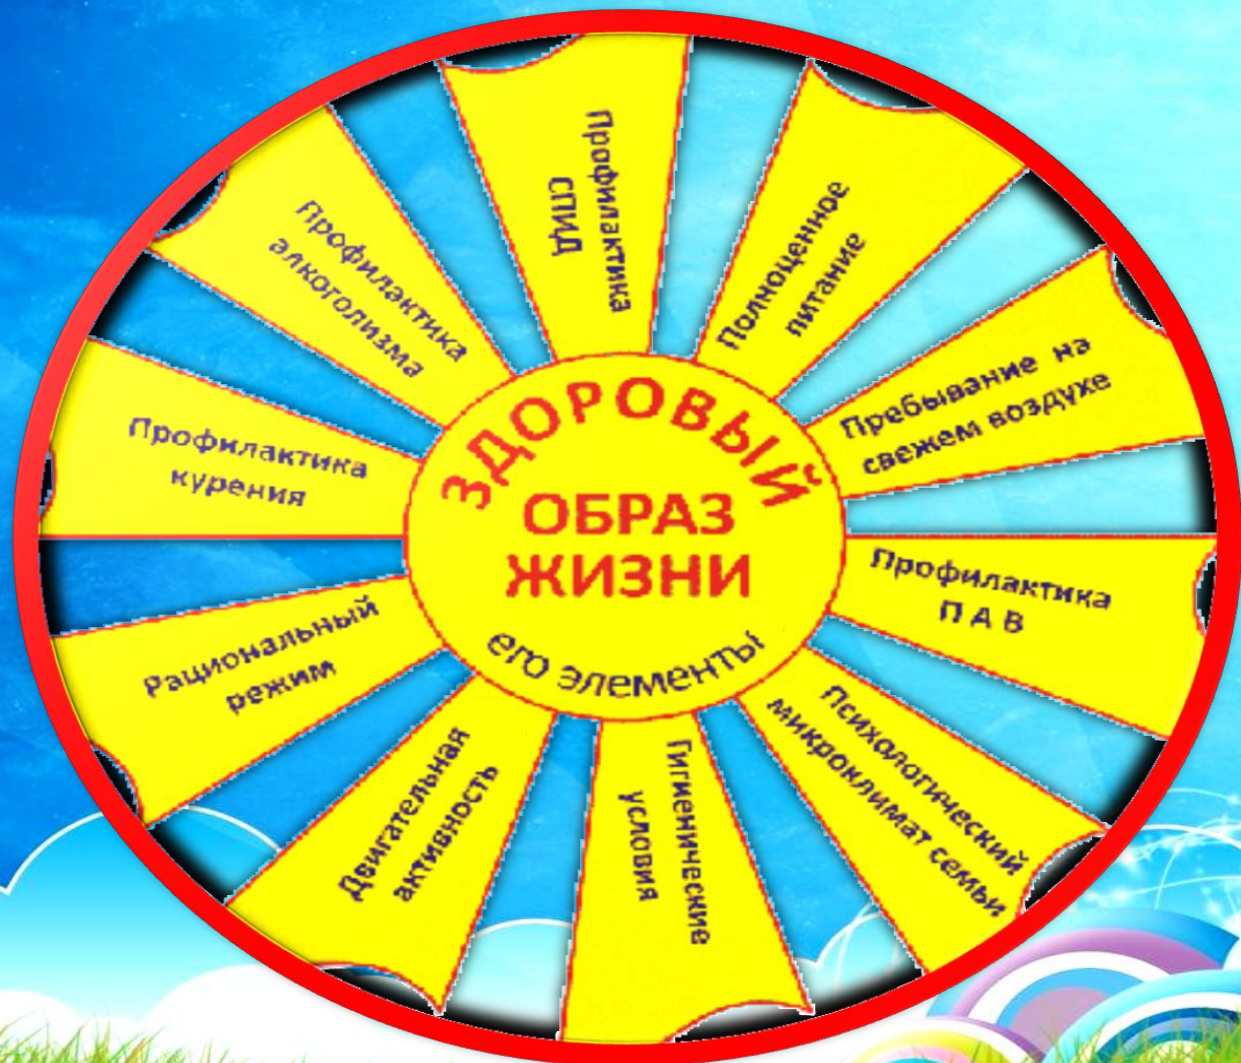 ЗДОРОВЫЙ
ОБРАЗ
ЖИЗНИ
его элементы
Профилактика
СПИД
Полноценное
питание
Пребывание на
свежем воздухе
Профилактика
П А В
Психологический
микроклимат семьи
Гигиенические
условия
Двигательная
активность
Рациональный
режим
Профилактика
курения
Профилактика
алкоголизма